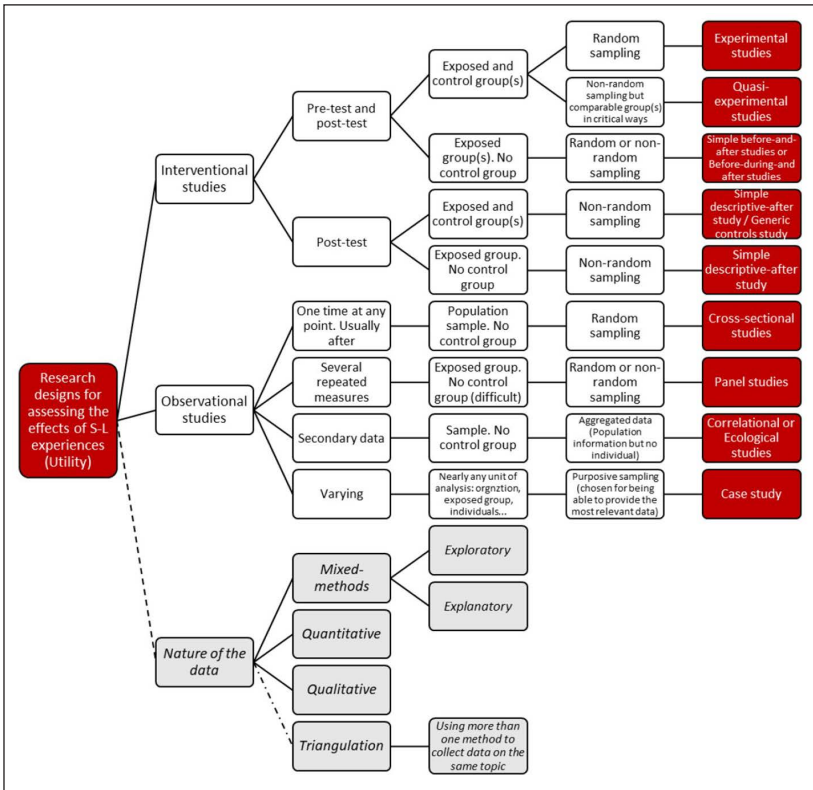 Random
sampling
Experimental
studies
Exposed and
control group(s)
Non-random
sampling but
comparable group(s)
in critical ways
Quasi-
experimental
studies
Pre-test and
post-test
Exposed
group(s). No
control group
Random or non-
random
sampling
Simple before-and-
after studies or
Before-during-and
after studies
Interventional
studies
Exposed and
control group(s)
Non-random
sampling
Simple
descriptive-after
study / Generic
controls study
Post-test
Exposed group.
No control
group
Non-random
sampling
Simple
descriptive-after
study
One time at any
point. Usually
after
Population
sample. No
control group
Random
sampling
Cross-sectional
studies
Research
designs for
assessing the
effects of S-L
experiences
(Utility)
Observational
studies
Several
repeated
measures
Exposed group.
No control
group (difficult)
Random or non-
random
sampling
Panel studies
Secondary data
Sample. No
control group
Aggregated data
(Population
information but no
individual)
Correlational or
Ecological
studies
Varying
Nearly any unit of
analysis: orgnztion,
exposed group,
individuals...
Purposive sampling
(chosen for being
able to provide the
most relevant data)
Case study
Mixed-
methods
Exploratory
Explanatory
Nature of the
data
Quantitative
Qualitative
Triangulation
Using more than
one method to
collect data on the
same topic